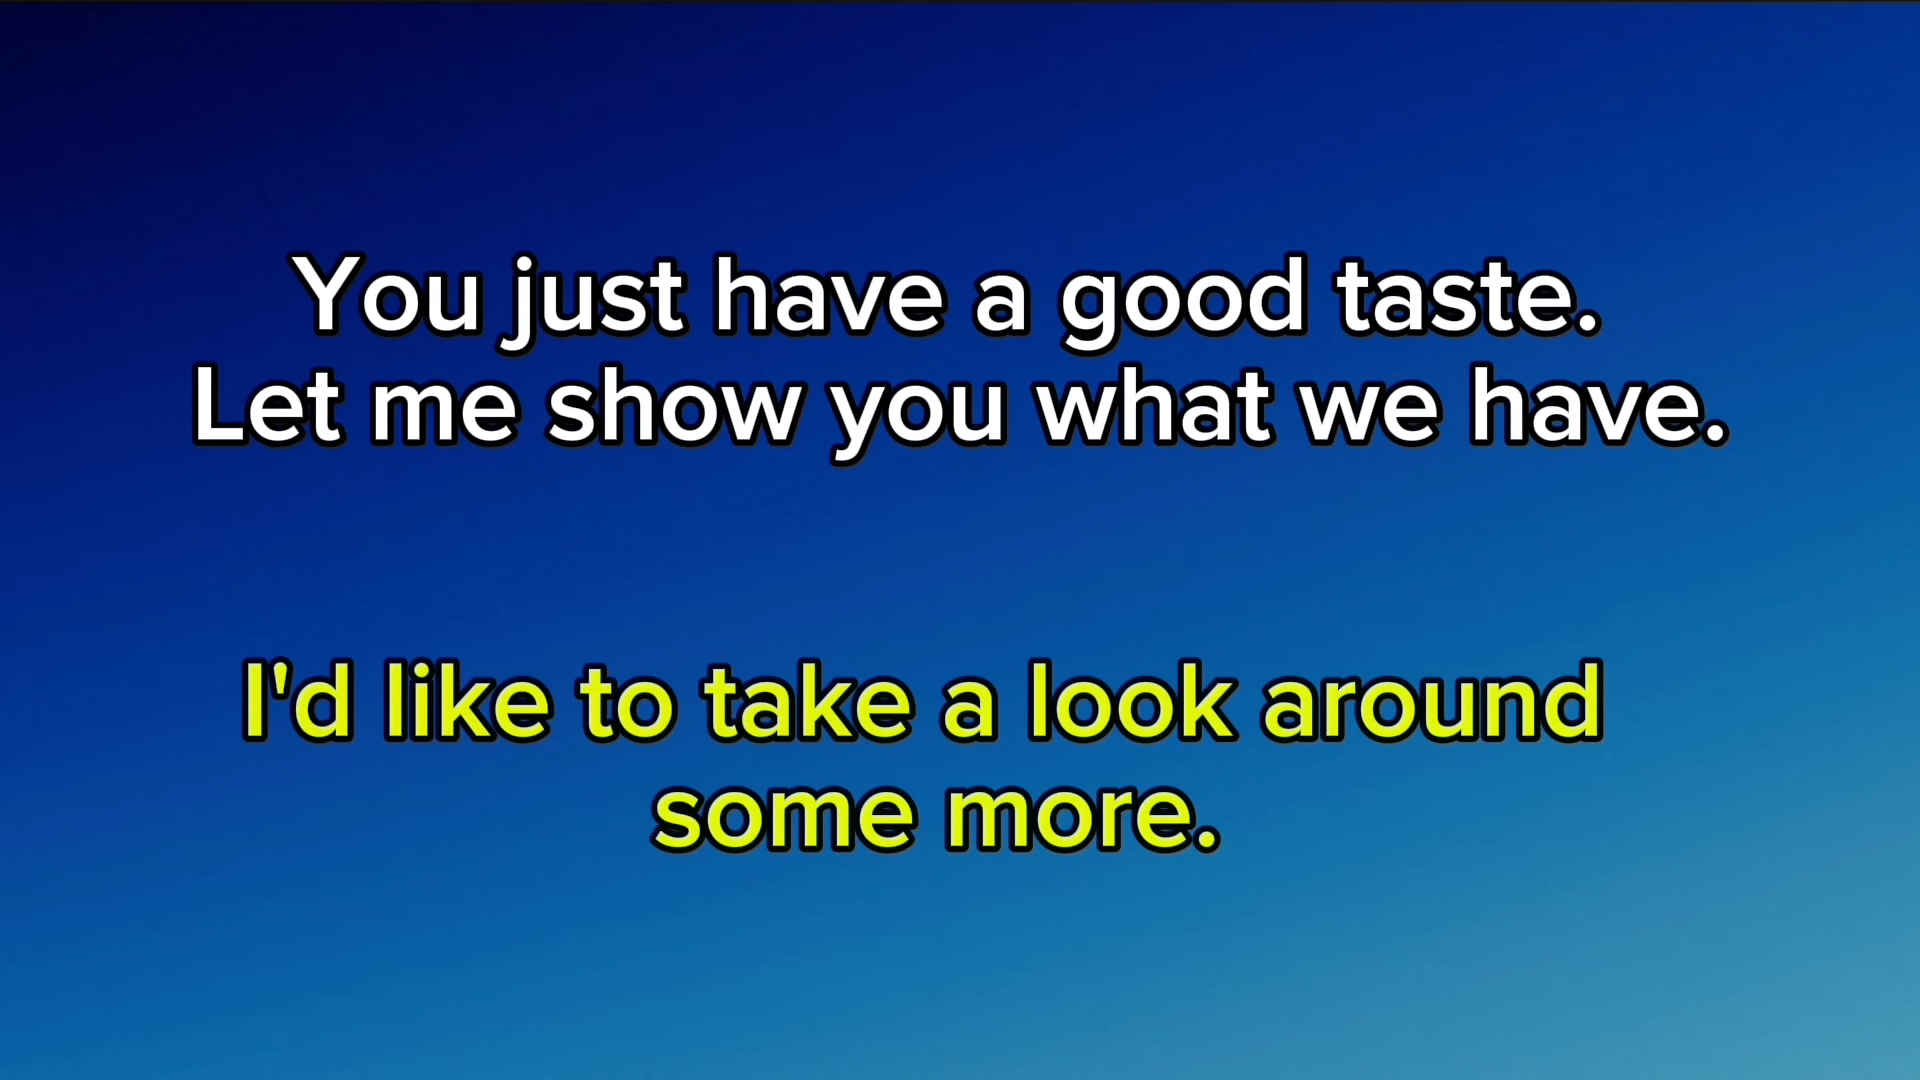 You just have a good taste.
Let me show you what we have.
I'd like to take a look around
some more.